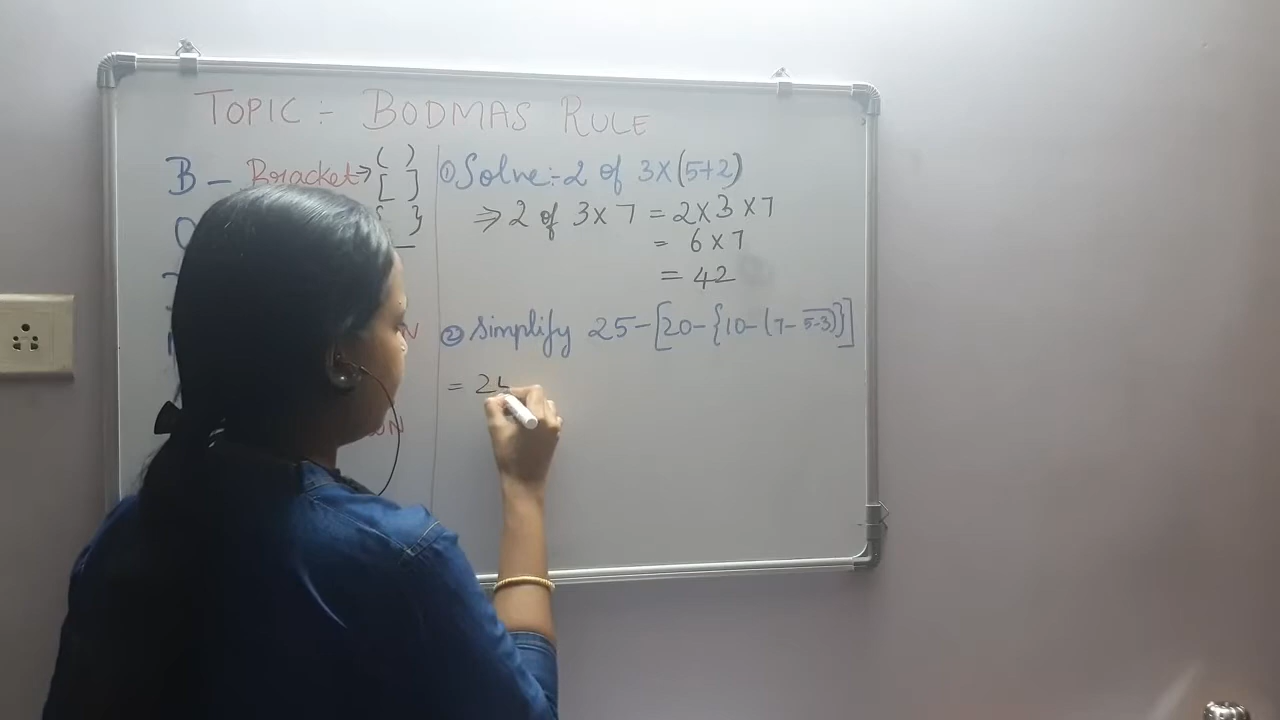 TOPIC :- BODMAS RULE
B - Bracket → ( )
[ ]
}
① Solve:- 2 of 3×(5+2)
⇒ 2 of 3×7 = 2×3×7
= 6×7
= 42
② Simplify 25-[20-{10-(7-5̅-̅3̅)}]
= 25